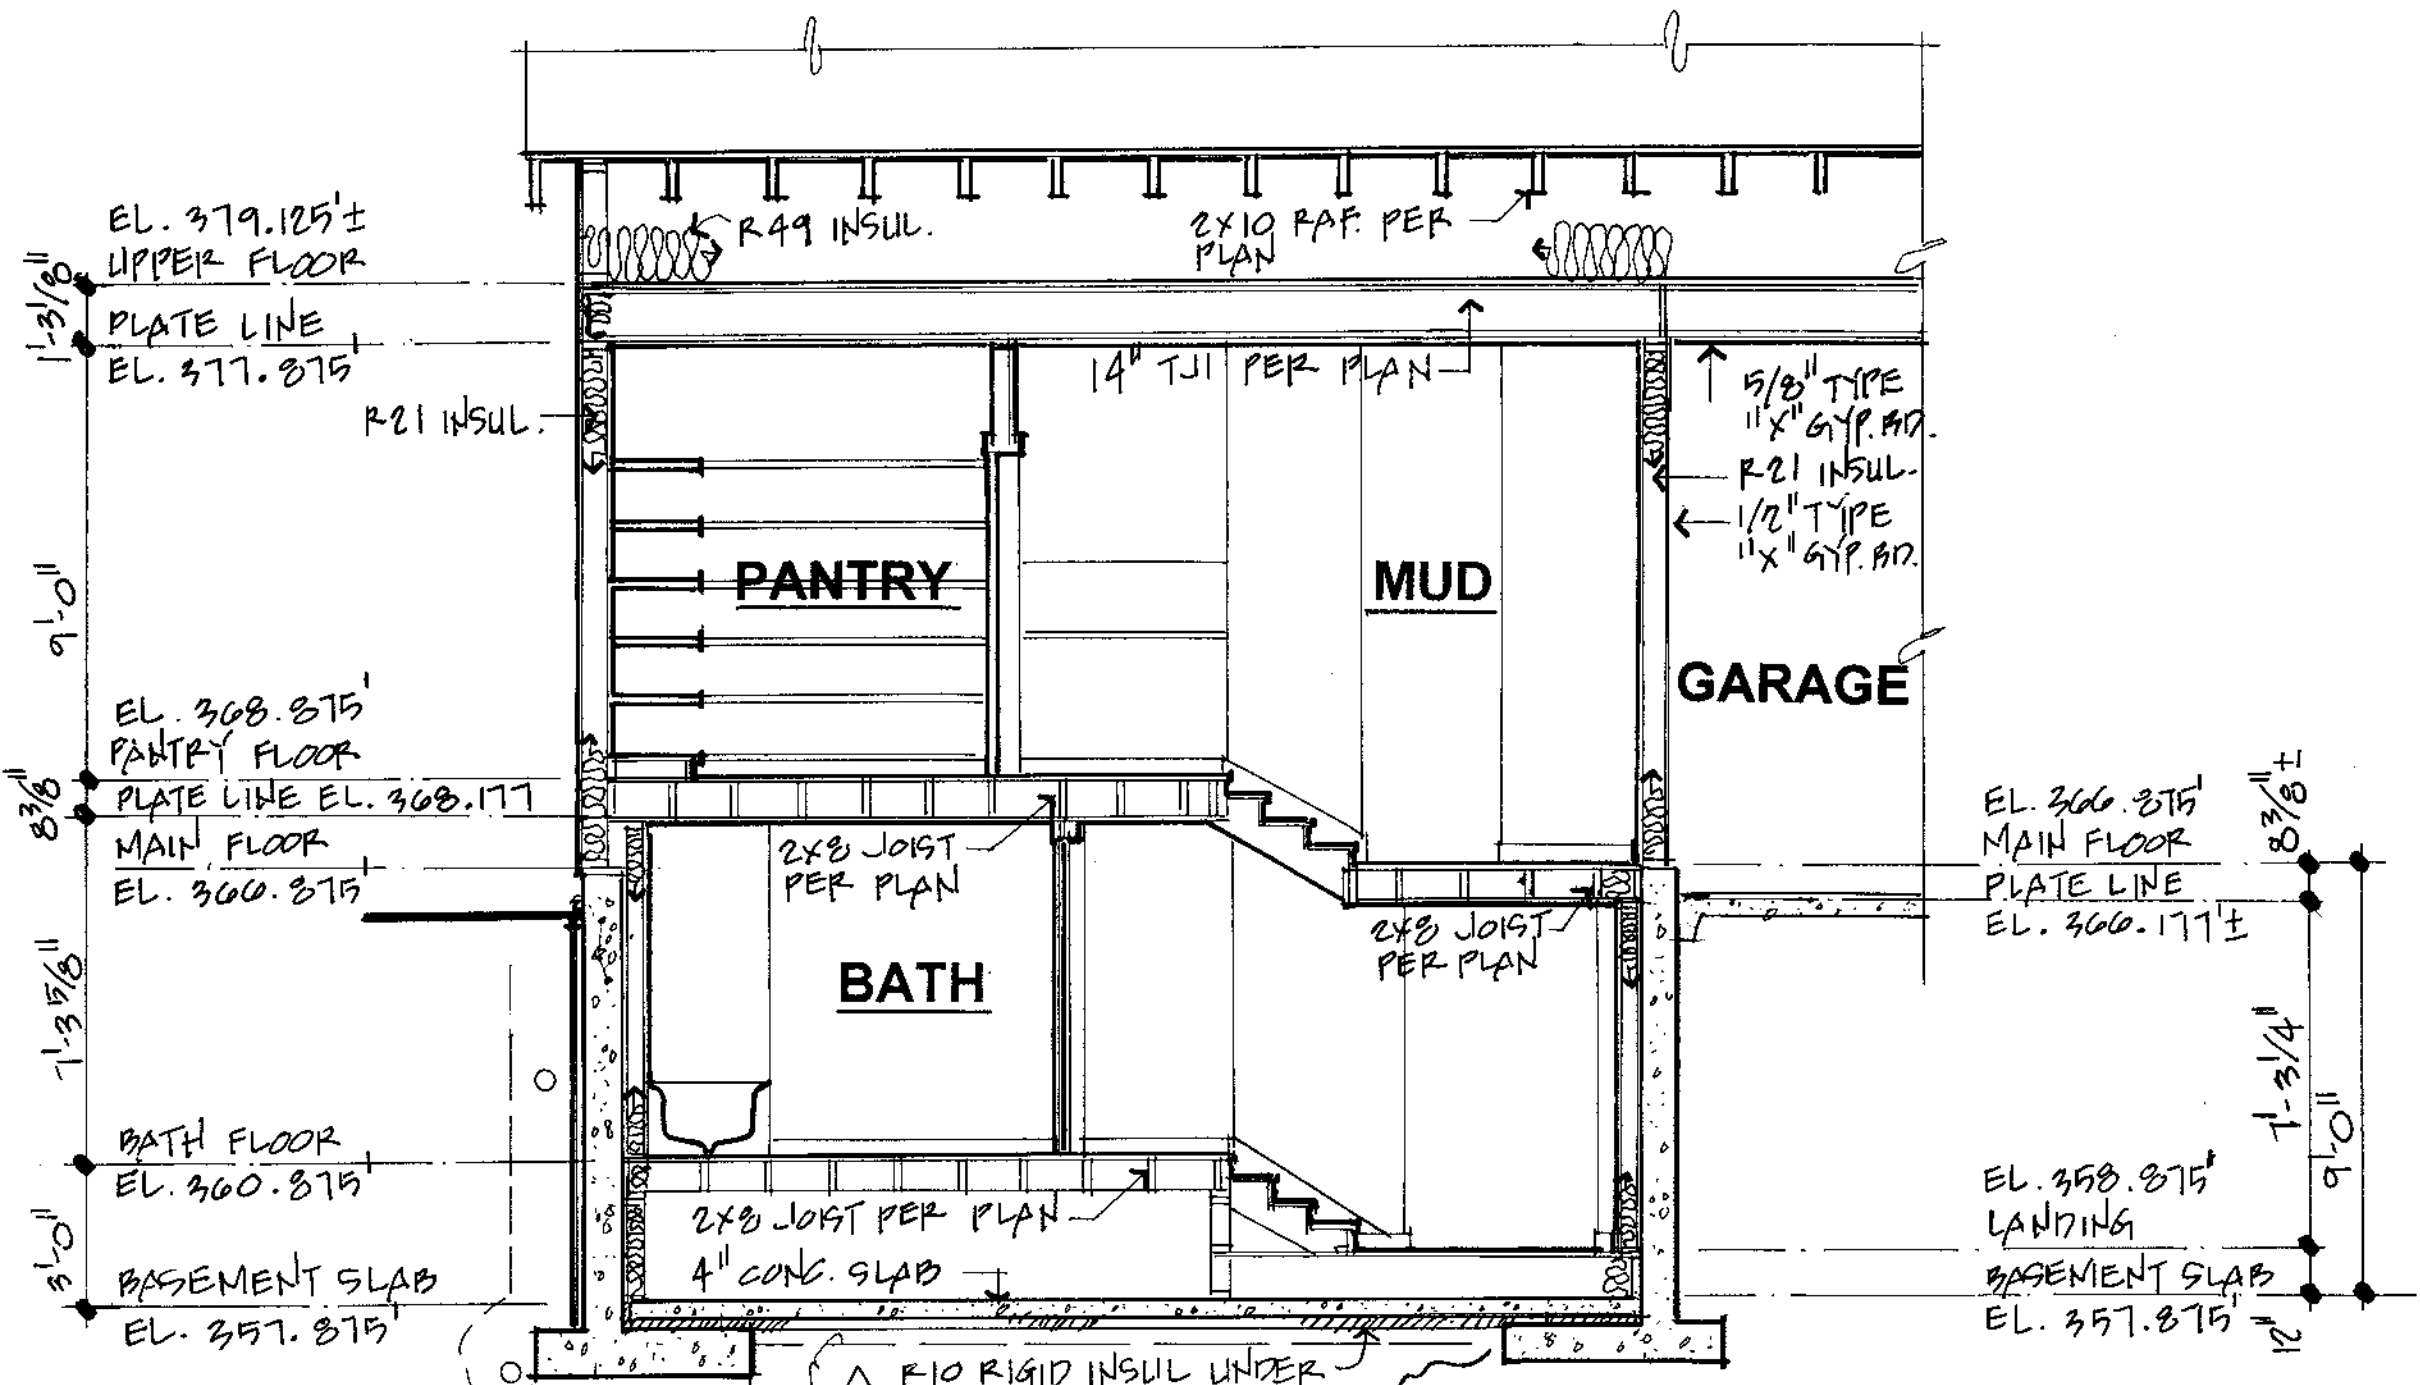 EL. 379.125'±
UPPER FLOOR
1'-3 1/8"
PLATE LINE
EL. 377.875'
R49 INSUL.
2X10 RAF. PER
PLAN
14" TJI PER PLAN
R21 INSUL.
5/8" TYPE
"X" GYP. BD.
R21 INSUL.
1/2" TYPE
"X" GYP. BD.
9'-0"
PANTRY
MUD
GARAGE
EL. 368.875'
PANTRY FLOOR
8 3/8"
PLATE LINE EL. 368.177
MAIN FLOOR
EL. 366.875'
2X8 JOIST
PER PLAN
2X8 JOIST
PER PLAN
EL. 366.875'
MAIN FLOOR
8 3/8" ±
PLATE LINE
EL. 366.177'±
7'-3 5/8"
BATH
7'-3 1/4"
9'-0"
BATH FLOOR
EL. 360.875'
2X8 JOIST PER PLAN
4" CONC. SLAB
3'-0"
BASEMENT SLAB
EL. 357.875'
EL. 358.875'
LANDING
BASEMENT SLAB
EL. 357.875'
12"
R10 RIGID INSUL UNDER